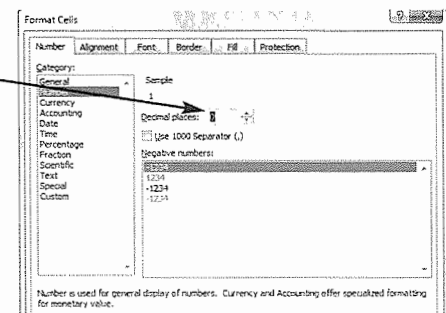 Format Cells
Number Alignment Font Border Fill Protection
Category:
General
Currency
Accounting
Date
Time
Percentage
Fraction
Scientific
Text
Special
Custom
Sample
1
Decimal places:
Use 1000 Separator (,)
Negative numbers:
1234
-1234
-1234
Number is used for general display of numbers. Currency and Accounting offer specialized formatting
for monetary value.